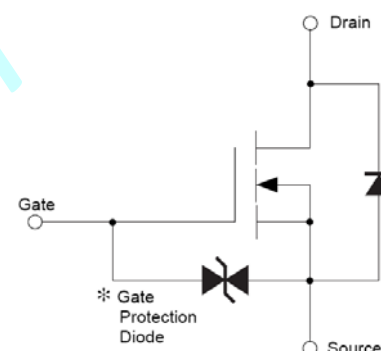 Drain
Gate
* Gate
Protection
Diode
Source